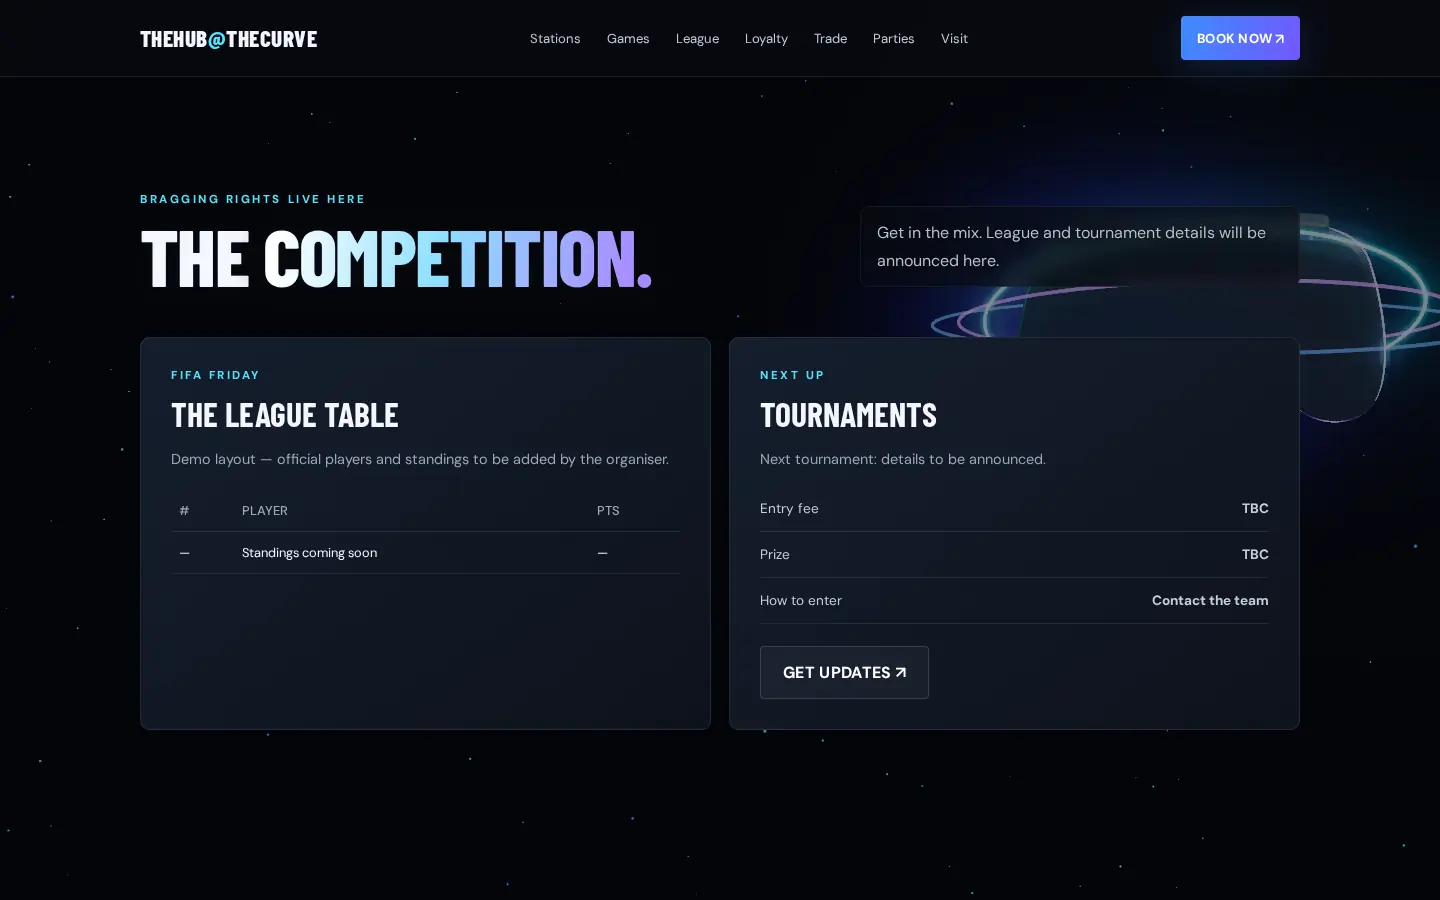 THEHUB@THECURVE
Stations Games League Loyalty Trade Parties Visit
BOOK NOW ↗
BRAGGING RIGHTS LIVE HERE
THE COMPETITION.
Get in the mix. League and tournament details will be
announced here.
FIFA FRIDAY
THE LEAGUE TABLE
Demo layout — official players and standings to be added by the organiser.
# PLAYER PTS
— Standings coming soon —
NEXT UP
TOURNAMENTS
Next tournament: details to be announced.
Entry fee TBC
Prize TBC
How to enter Contact the team
GET UPDATES ↗